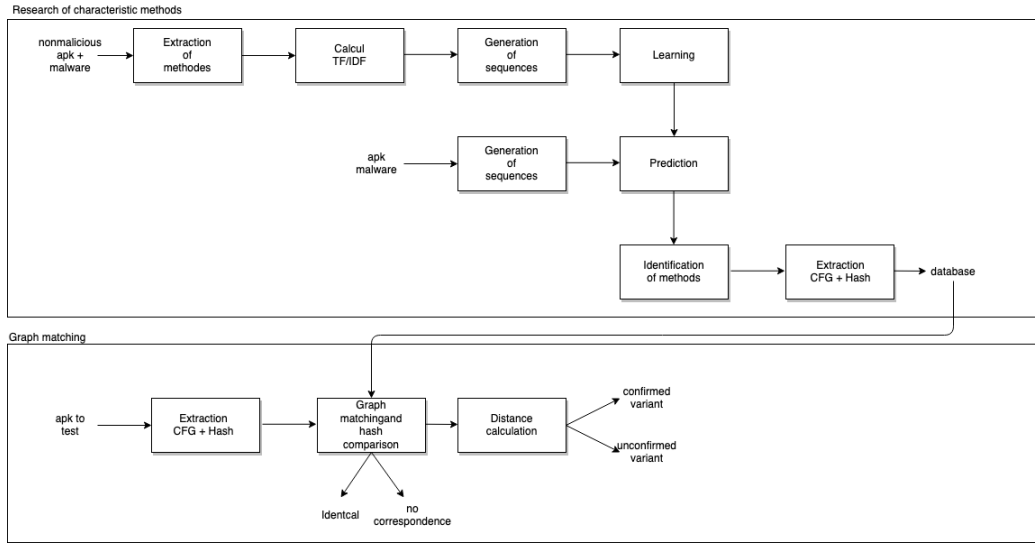 Research of characteristic methods
nonmalicious
apk +
malware
Extraction
of
methodes
Calcul
TF/IDF
Generation
of
sequences
Learning
apk
malware
Generation
of
sequences
Prediction
Identification
of methods
Extraction
CFG + Hash
database
Graph matching
apk to
test
Extraction
CFG + Hash
Graph
matchingand
hash
comparison
Distance
calculation
confirmed
variant
unconfirmed
variant
Identcal
no
correspondence